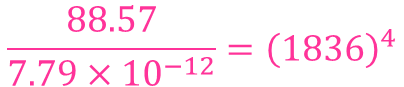 88.57 / 7.79 × 10⁻¹² = (1836)⁴